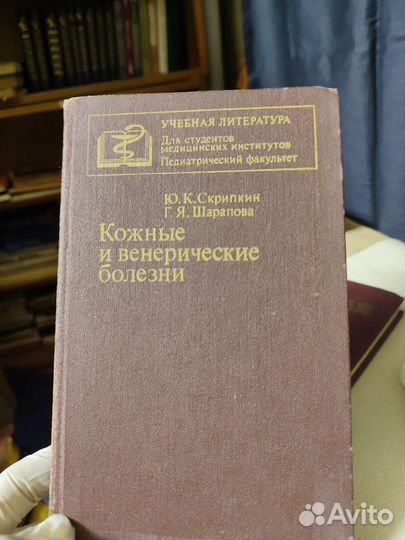 УЧЕБНАЯ ЛИТЕРАТУРА
Для студентов
медицинских институтов
Педиатрический факультет
Ю. К. Скрипкин
Г. Я. Шарапова
Кожные
и венерические
болезни
Avito